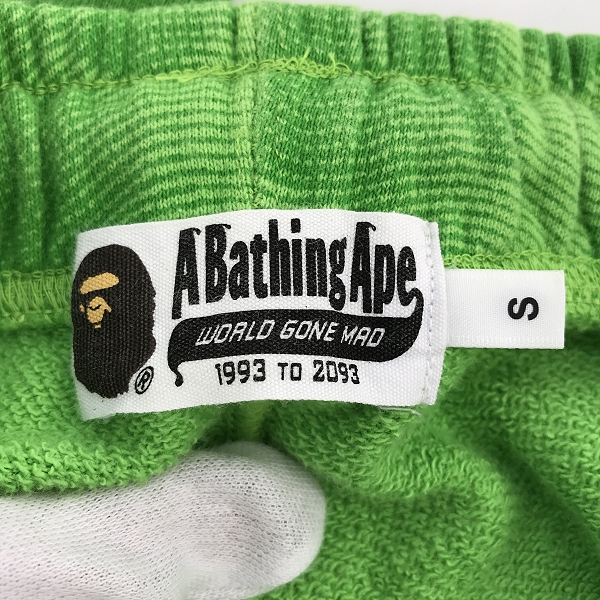 A Bathing Ape
WORLD GONE MAD
1993 TO 2093
®
S